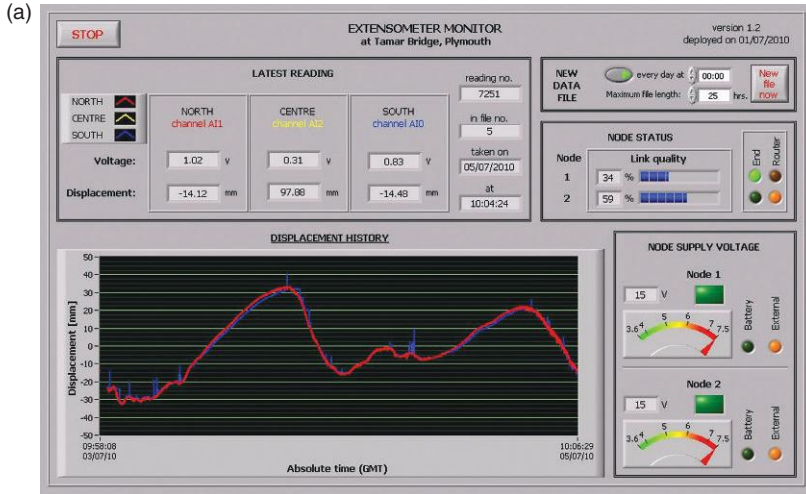 (a)
STOP
EXTENSOMETER MONITOR
at Tamar Bridge, Plymouth
version 1.2
deployed on 01/07/2010
LATEST READING
NORTH
CENTRE
SOUTH
NORTH
channel AI1
CENTRE
channel AI2
SOUTH
channel AI0
Voltage:
1.02 V
0.31 V
0.83 V
Displacement:
-14.12 mm
97.88 mm
-14.48 mm
reading no.
7251
in file no.
5
taken on
05/07/2010
at
10:04:24
NEW
DATA
FILE
every day at 00:00
Maximum file length: 25 hrs.
New
file
now
NODE STATUS
Node Link quality
1 34 %
2 59 %
End
Router
DISPLACEMENT HISTORY
Displacement [mm]
50
40
30
20
10
0
-10
-20
-30
-40
-50
09:58:08
03/07/10
10:06:29
05/07/10
Absolute time (GMT)
NODE SUPPLY VOLTAGE
Node 1
15 V
3.6 4 5 6 7 7.5
Battery
External
Node 2
15 V
3.6 4 5 6 7 7.5
Battery
External